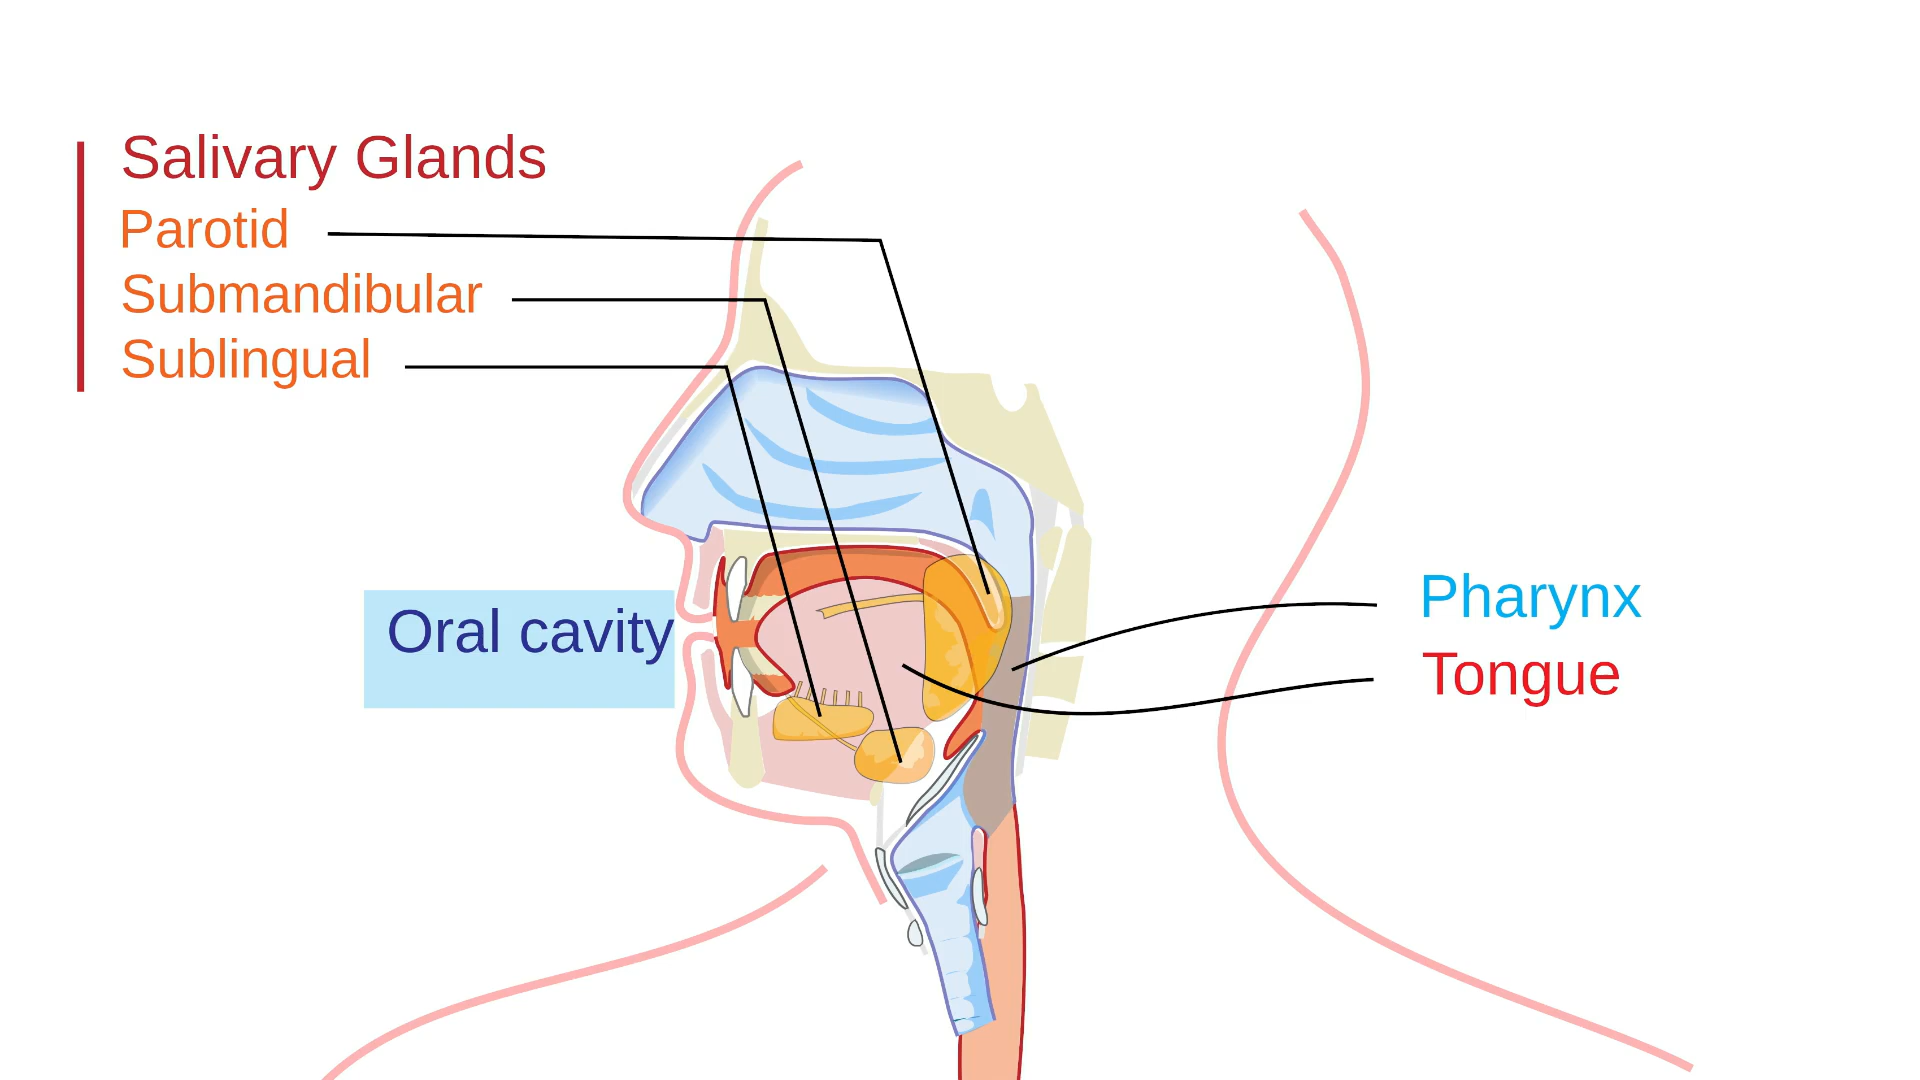 Salivary Glands
Parotid
Submandibular
Sublingual
Oral cavity
Pharynx
Tongue